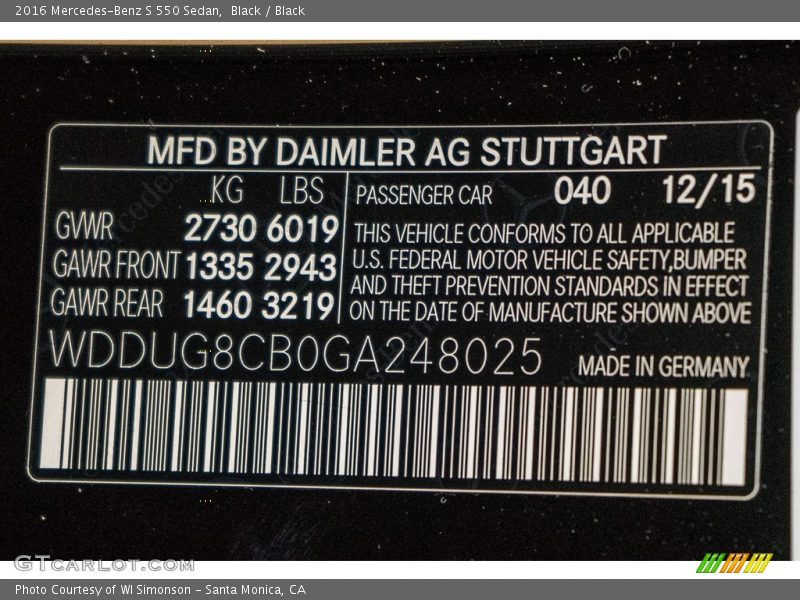 2016 Mercedes-Benz S 550 Sedan,  Black / Black
MFD BY DAIMLER AG STUTTGART
KG LBS
GWR 2730 6019
GAWR FRONT 1335 2943
GAWR REAR 1460 3219
PASSENGER CAR 040 12/15
THIS VEHICLE CONFORMS TO ALL APPLICABLE
U.S. FEDERAL MOTOR VEHICLE SAFETY,BUMPER
AND THEFT PREVENTION STANDARDS IN EFFECT
ON THE DATE OF MANUFACTURE SHOWN ABOVE
WDDUG8CB0GA248025
MADE IN GERMANY
GTCARLOT.COM
Photo Courtesy of WI Simonson - Santa Monica, CA